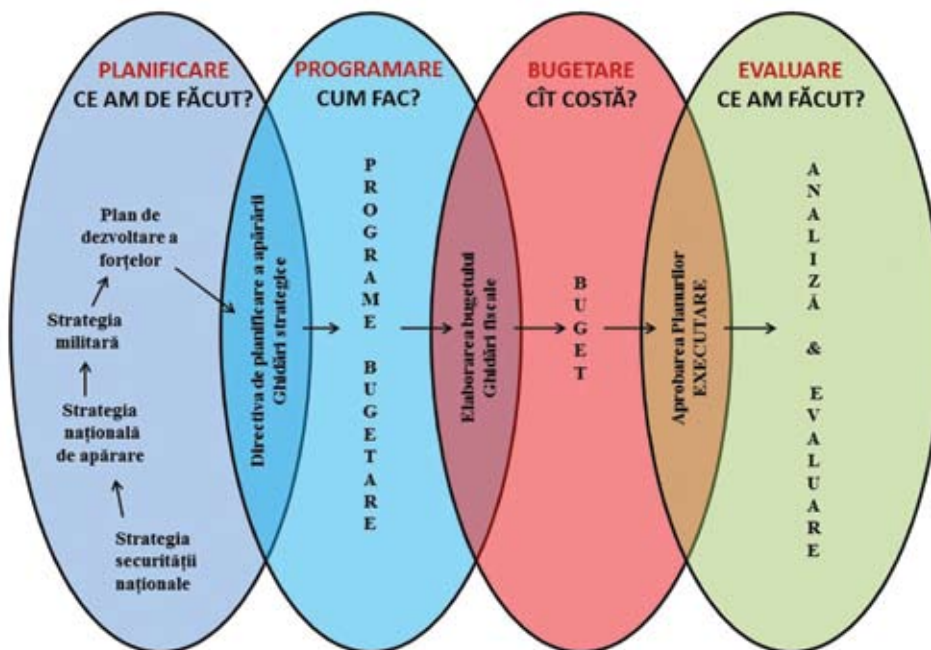 PLANIFICARE
CE AM DE FĂCUT?
Plan de
dezvoltare a
forțelor
Strategia
militară
Strategia
națională
de apărare
Strategia
securității
naționale
Directiva de planificare a apărării
Ghidări strategice
PROGRAMARE
CUM FAC?
PROGRAME BUGETARE
Elaborarea bugetului
Ghidări fiscale
BUGETARE
CÎT COSTĂ?
BUGET
Aprobarea Planurilor
EXECUTARE
EVALUARE
CE AM FĂCUT?
ANALIZĂ & EVALUARE